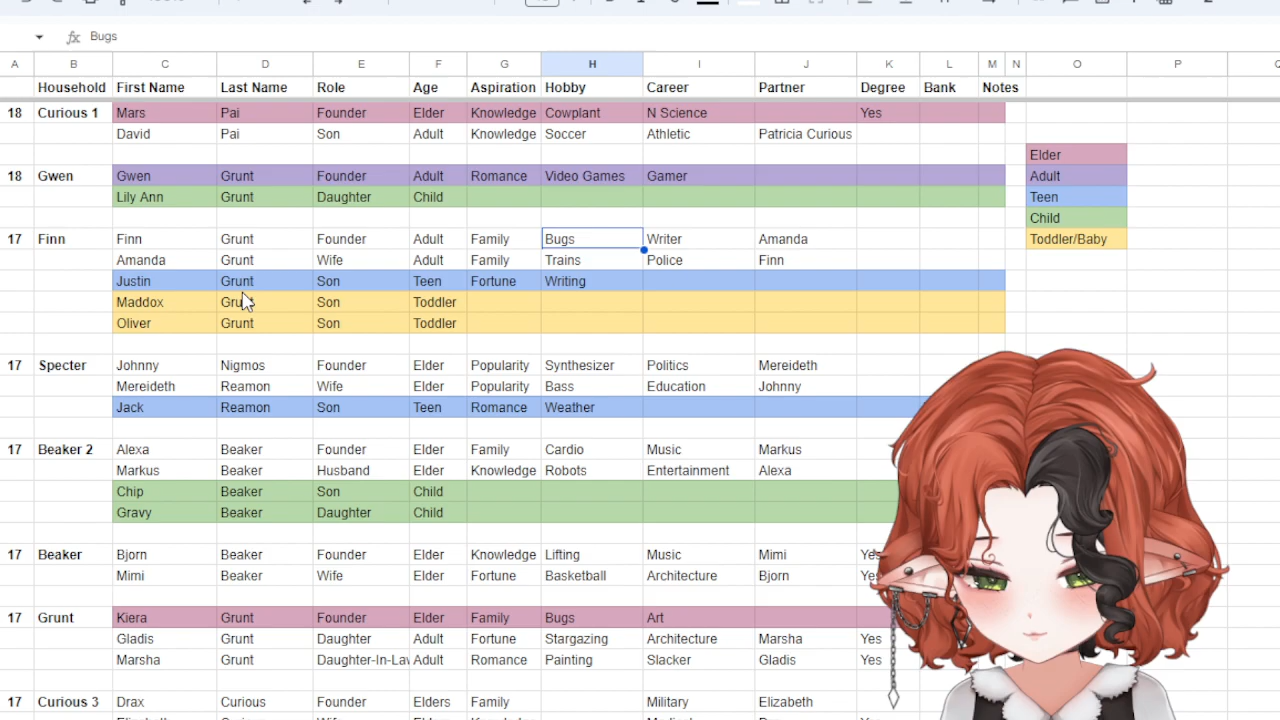 fx Bugs
A B C D E F G H I J K L M N O P Q
Household First Name Last Name Role Age Aspiration Hobby Career Partner Degree Bank Notes
18 Curious 1 Mars Pai Founder Elder Knowledge Cowplant N Science Yes
David Pai Son Adult Knowledge Soccer Athletic Patricia Curious
Elder
18 Gwen Gwen Grunt Founder Adult Romance Video Games Gamer Adult
Lily Ann Grunt Daughter Child Teen
Child
17 Finn Finn Grunt Founder Adult Family Bugs Writer Amanda Toddler/Baby
Amanda Grunt Wife Adult Family Trains Police Finn
Justin Grunt Son Teen Fortune Writing
Maddox Grunt Son Toddler
Oliver Grunt Son Toddler
17 Specter Johnny Nigmos Founder Elder Popularity Synthesizer Politics Mereideth
Mereideth Reamon Wife Elder Popularity Bass Education Johnny
Jack Reamon Son Teen Romance Weather
17 Beaker 2 Alexa Beaker Founder Elder Family Cardio Music Markus
Markus Beaker Husband Elder Knowledge Robots Entertainment Alexa
Chip Beaker Son Child
Gravy Beaker Daughter Child
17 Beaker Bjorn Beaker Founder Elder Knowledge Lifting Music Mimi Yes
Mimi Beaker Wife Elder Fortune Basketball Architecture Bjorn Yes
17 Grunt Kiera Grunt Founder Elder Family Bugs Art
Gladis Grunt Daughter Adult Fortune Stargazing Architecture Marsha Yes
Marsha Grunt Daughter-In-Law Adult Romance Painting Slacker Gladis Yes
17 Curious 3 Drax Curious Founder Elders Family Military Elizabeth